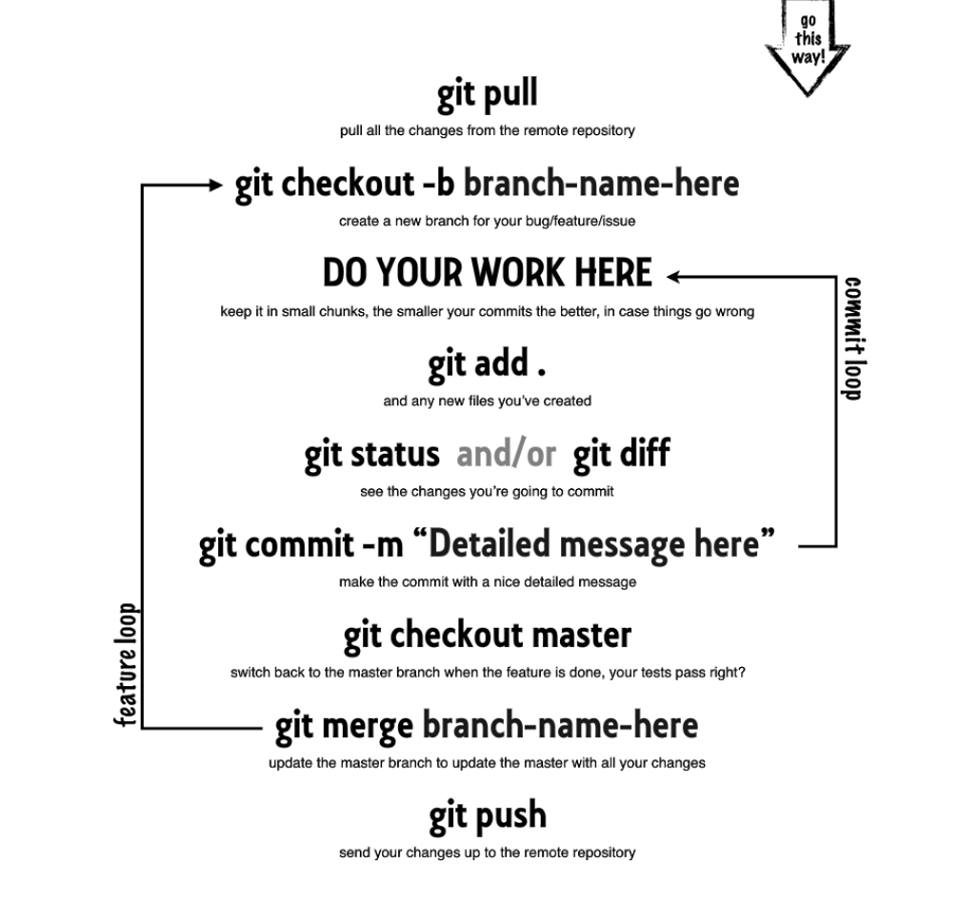 go
this
way!
git pull
pull all the changes from the remote repository
git checkout -b branch-name-here
create a new branch for your bug/feature/issue
DO YOUR WORK HERE
keep it in small chunks, the smaller your commits the better, in case things go wrong
commit loop
git add .
and any new files you've created
git status and/or git diff
see the changes you're going to commit
git commit -m “Detailed message here”
make the commit with a nice detailed message
git checkout master
switch back to the master branch when the feature is done, your tests pass right?
feature loop
git merge branch-name-here
update the master branch to update the master with all your changes
git push
send your changes up to the remote repository